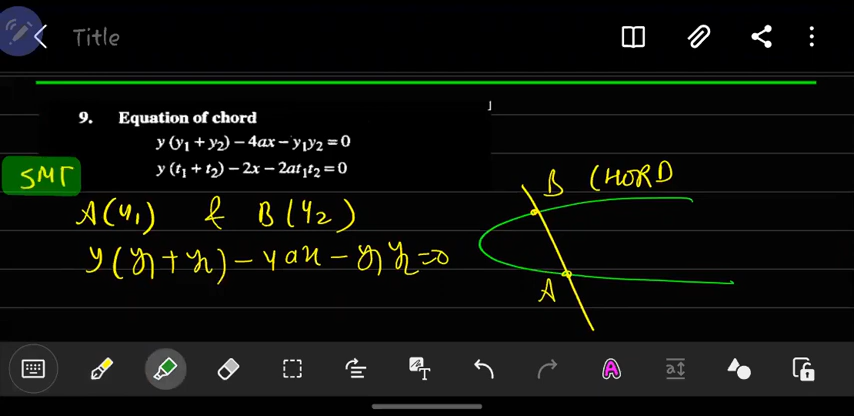 Title
9. Equation of chord
y (y₁ + y₂) – 4ax – y₁y₂ = 0
y (t₁ + t₂) – 2x – 2at₁t₂ = 0
SMT
A(y₁) & B(y₂)
y(y₁ + y₂) – 4ax – y₁y₂ = 0
B CHORD
A
A
T
a